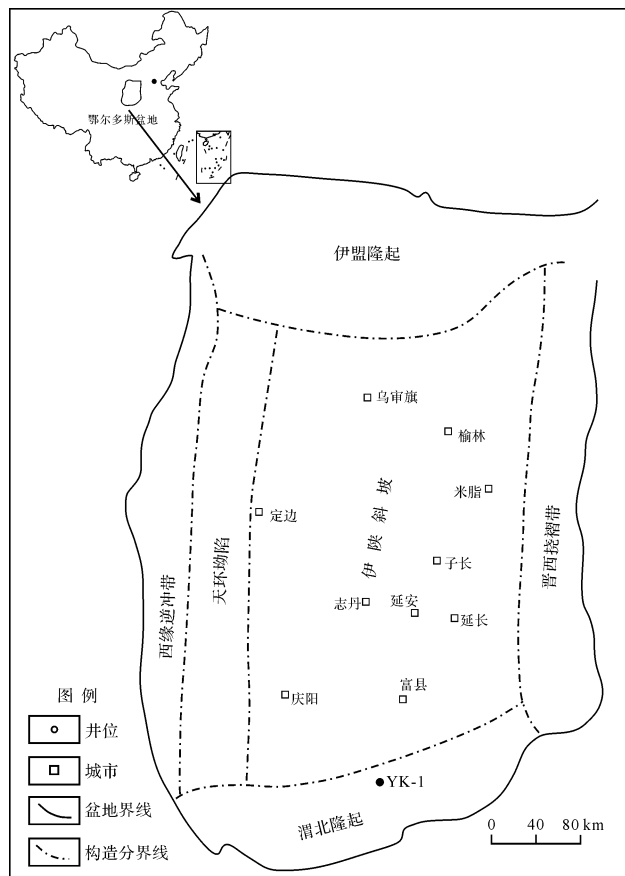 鄂尔多斯盆地
伊盟隆起
乌审旗
榆林
米脂
伊陕斜坡
定边
子长
天环坳陷
晋西挠褶带
西缘逆冲带
志丹
延安
延长
庆阳
富县
图 例
井位
城市
盆地界线
构造分界线
YK-1
渭北隆起
0 40 80 km